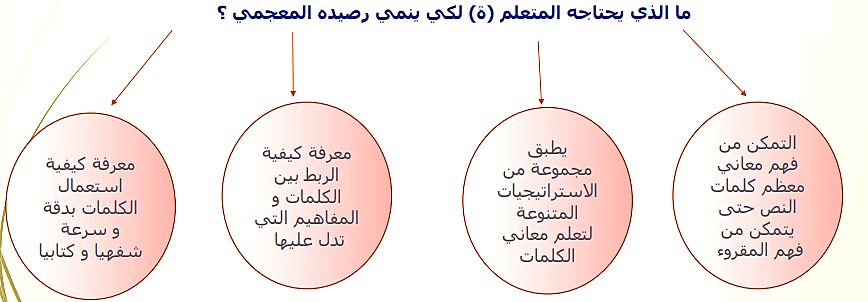 ما الذي يحتاجه المتعلم (ة) لكي ينمي رصيده المعجمي ؟
التمكن من
فهم معاني
معظم كلمات
النص حتى
يتمكن من
فهم المقروء
يطبق
مجموعة من
الاستراتيجيات
المتنوعة
لتعلم معاني
الكلمات
معرفة كيفية
الربط بين
الكلمات و
المفاهيم التي
تدل عليها
معرفة كيفية
استعمال
الكلمات بدقة
و سرعة
شفهيا و كتابيا